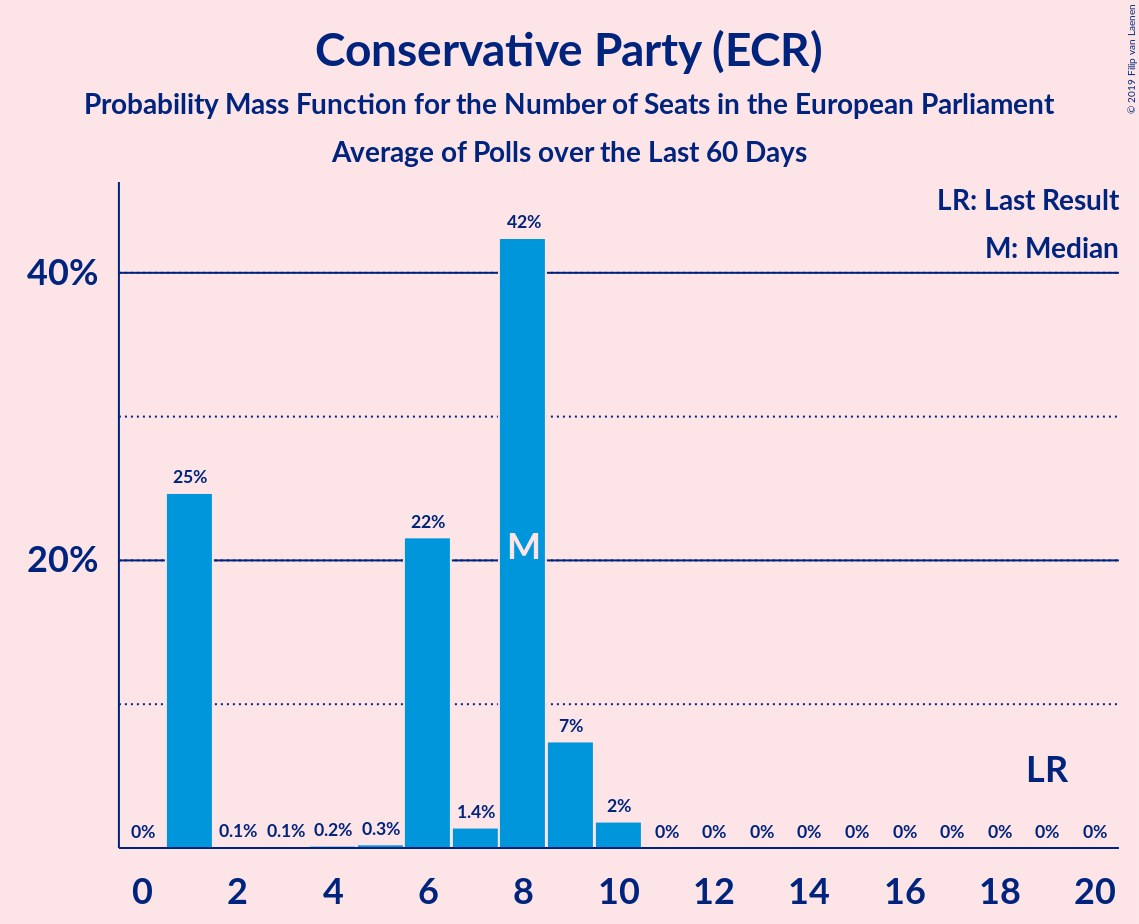 Conservative Party (ECR)
Probability Mass Function for the Number of Seats in the European Parliament
Average of Polls over the Last 60 Days
© 2019 Filip van Laenen
LR: Last Result
M: Median
40%
20%
0%
25%
0.1%
0.1%
0.2%
0.3%
22%
1.4%
42%
M
7%
2%
0%
0%
0%
0%
0%
0%
0%
0%
0%
0%
LR
0 2 4 6 8 10 12 14 16 18 20